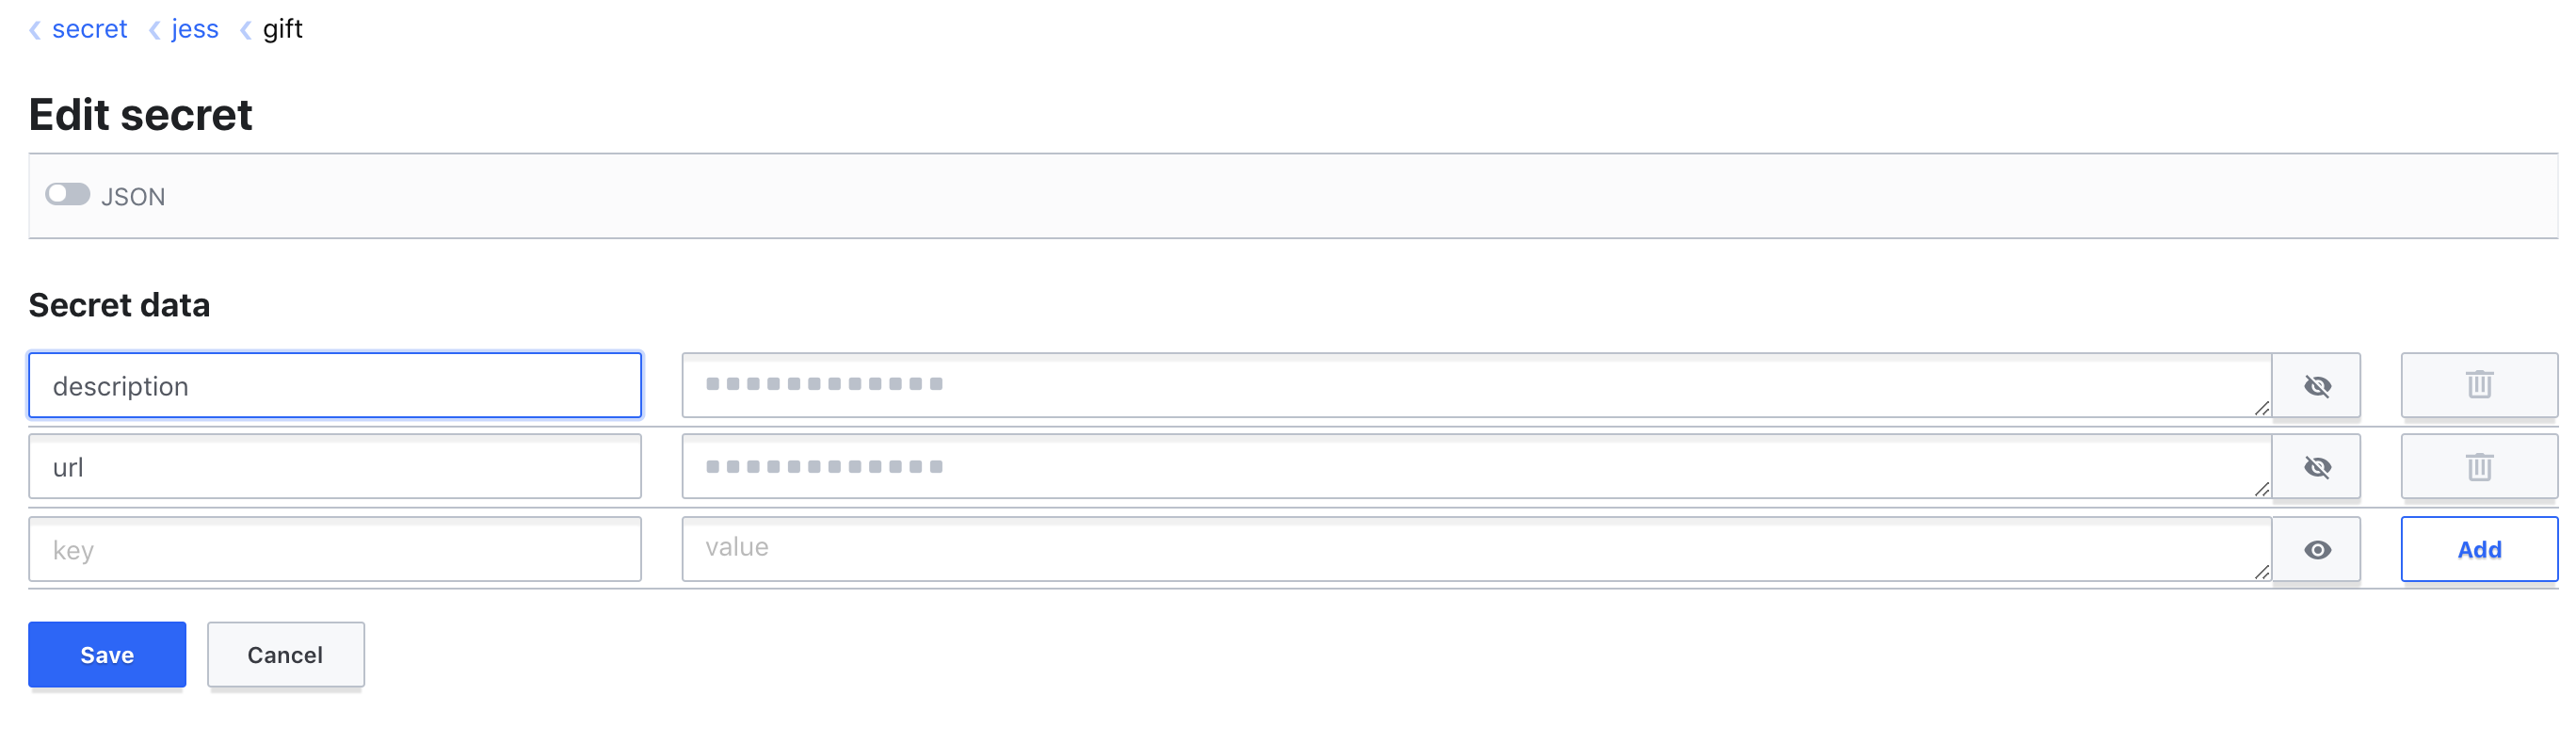 secret jess gift
Edit secret
JSON
Secret data
description
url
key value Add
Save Cancel